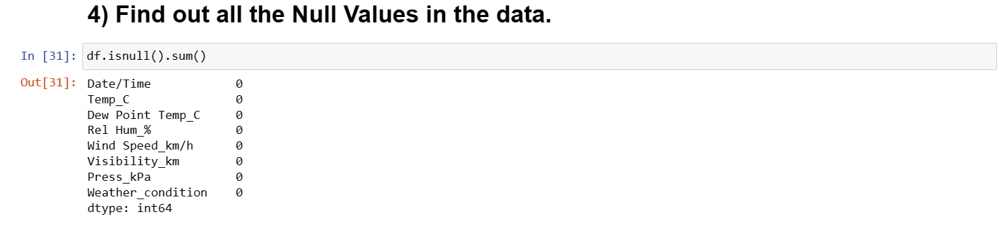 4) Find out all the Null Values in the data.
In [31]: df.isnull().sum()
Out[31]: Date/Time 0
Temp_C 0
Dew Point Temp_C 0
Rel Hum_% 0
Wind Speed_km/h 0
Visibility_km 0
Press_kPa 0
Weather_condition 0
dtype: int64